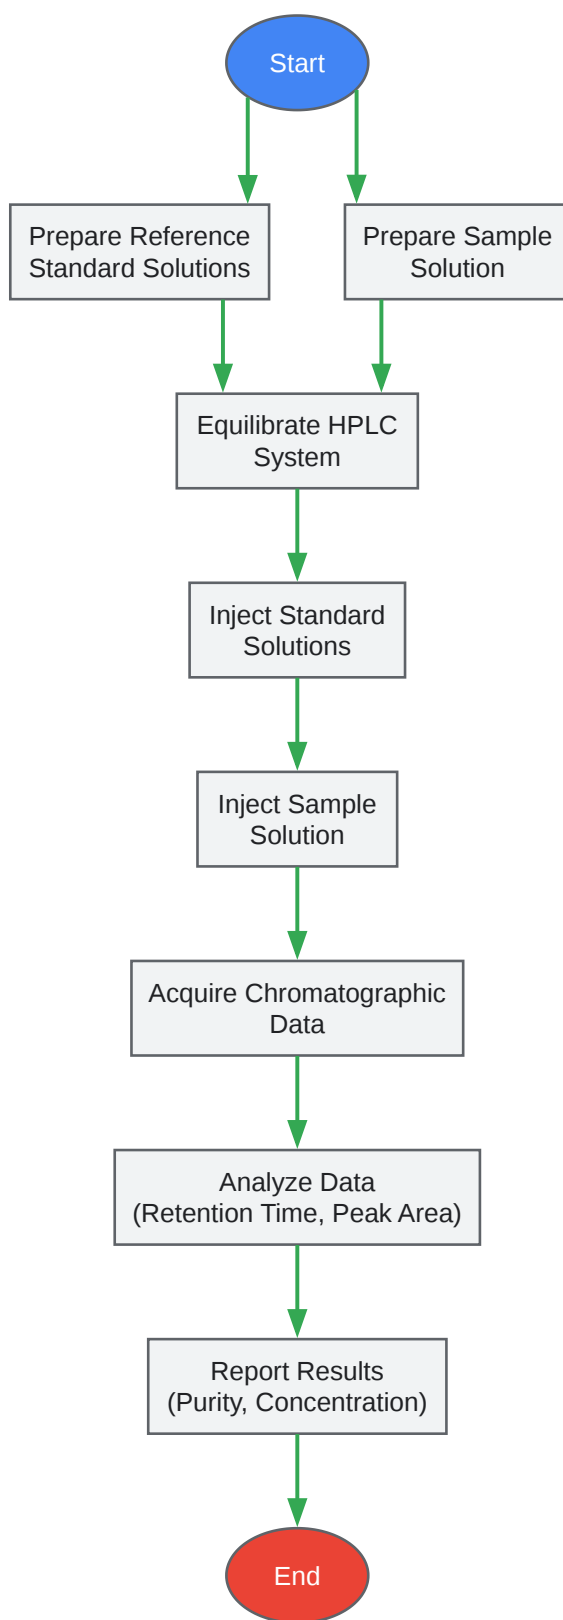 Start
Prepare Reference
Standard Solutions
Prepare Sample
Solution
Equilibrate HPLC
System
Inject Standard
Solutions
Inject Sample
Solution
Acquire Chromatographic
Data
Analyze Data
(Retention Time, Peak Area)
Report Results
(Purity, Concentration)
End